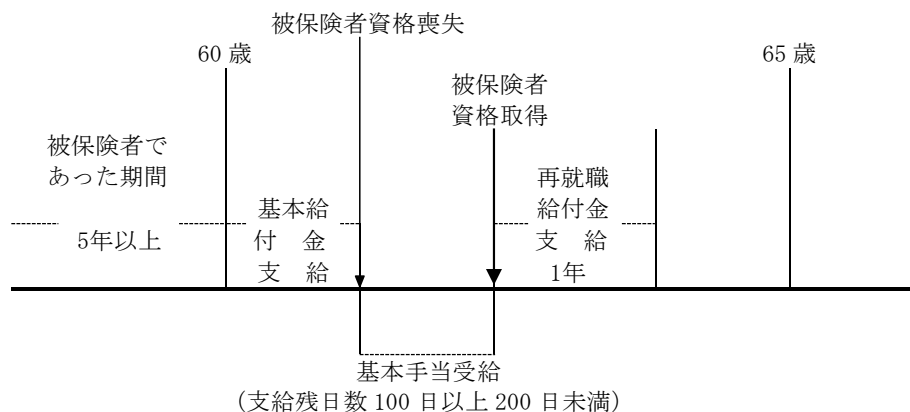 被保険者資格喪失
60 歳
65 歳
被保険者
資格取得
被保険者で
あった期間
5年以上
基本給
付 金
支 給
再就職
給付金
支 給
1年
基本手当受給
(支給残日数 100 日以上 200 日未満)